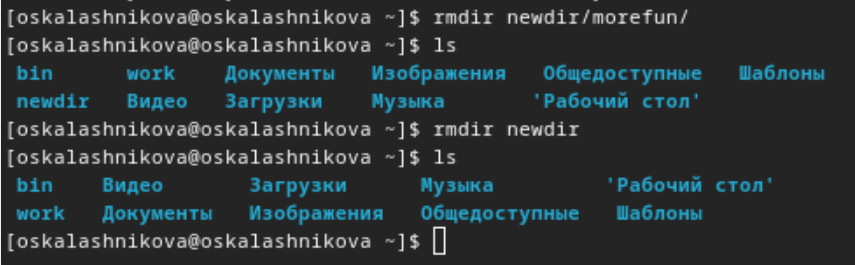 [oskalashnikova@oskalashnikova ~]$ rmdir newdir/morefun/
[oskalashnikova@oskalashnikova ~]$ ls
bin work Документы Изображения Общедоступные Шаблоны
newdir Видео Загрузки Музыка 'Рабочий стол'
[oskalashnikova@oskalashnikova ~]$ rmdir newdir
[oskalashnikova@oskalashnikova ~]$ ls
bin Видео Загрузки Музыка 'Рабочий стол'
work Документы Изображения Общедоступные Шаблоны
[oskalashnikova@oskalashnikova ~]$